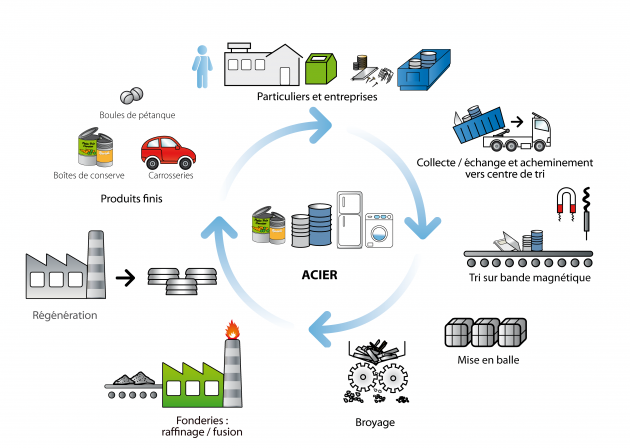 Particuliers et entreprises
Collecte / échange et acheminement
vers centre de tri
Tri sur bande magnétique
Mise en balle
Broyage
Fonderies :
raffinage / fusion
Régénération
Produits finis
Boîtes de conserve
Carrosseries
Boules de pétanque
ACIER